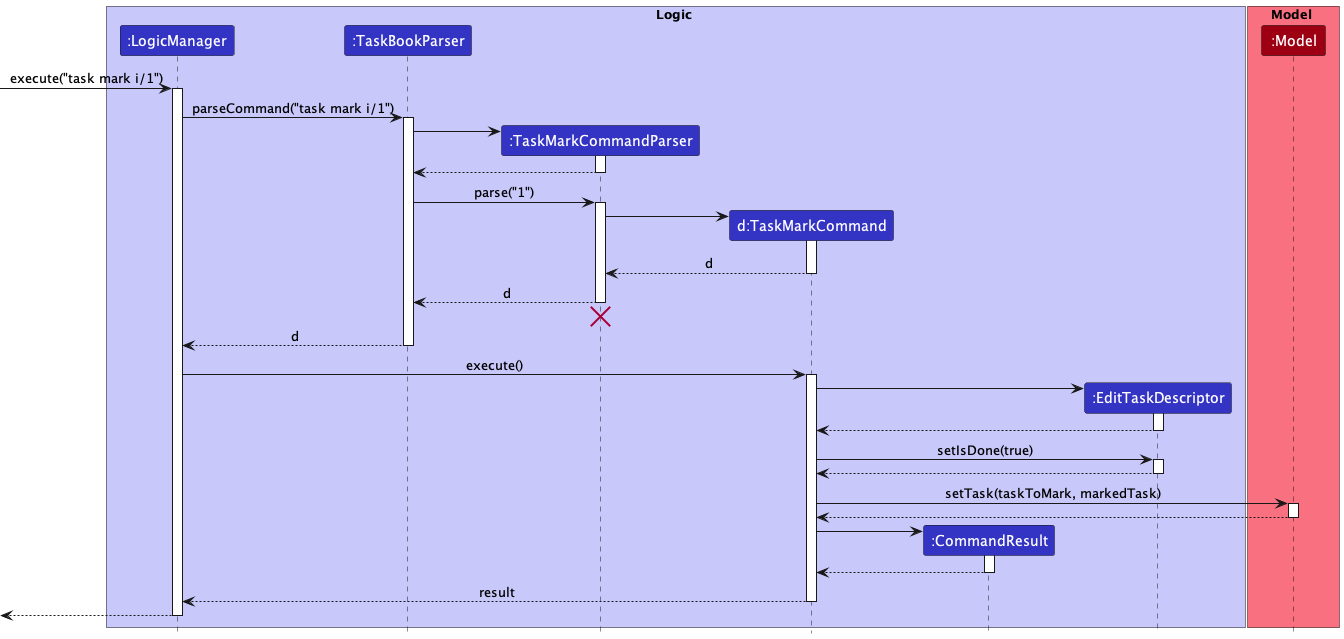 Logic
Model
:LogicManager
:TaskBookParser
:Model
execute("task mark i/1")
parseCommand("task mark i/1")
:TaskMarkCommandParser
parse("1")
d:TaskMarkCommand
d
d
d
execute()
:EditTaskDescriptor
setIsDone(true)
setTask(taskToMark, markedTask)
:CommandResult
result